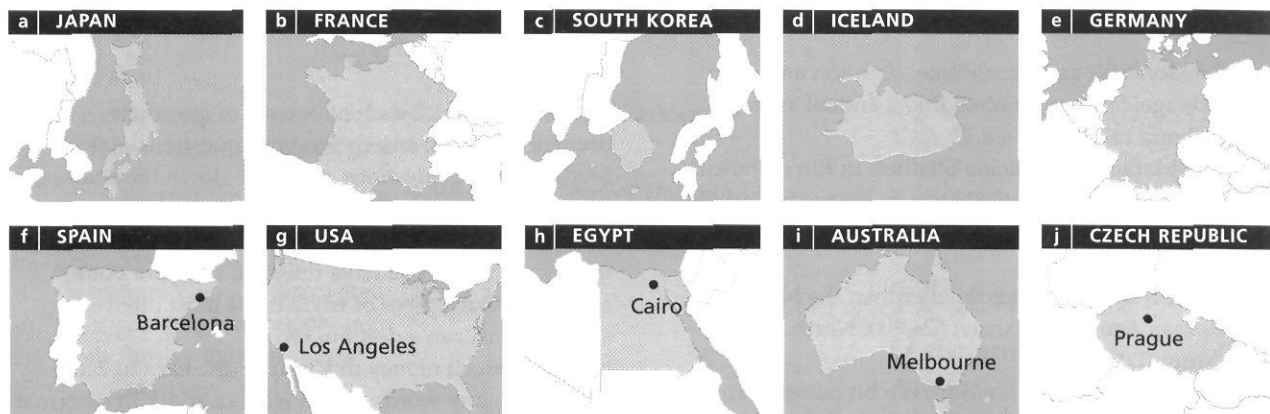 a JAPAN
b FRANCE
c SOUTH KOREA
d ICELAND
e GERMANY
f SPAIN
Barcelona
g USA
Los Angeles
h EGYPT
Cairo
i AUSTRALIA
Melbourne
j CZECH REPUBLIC
Prague